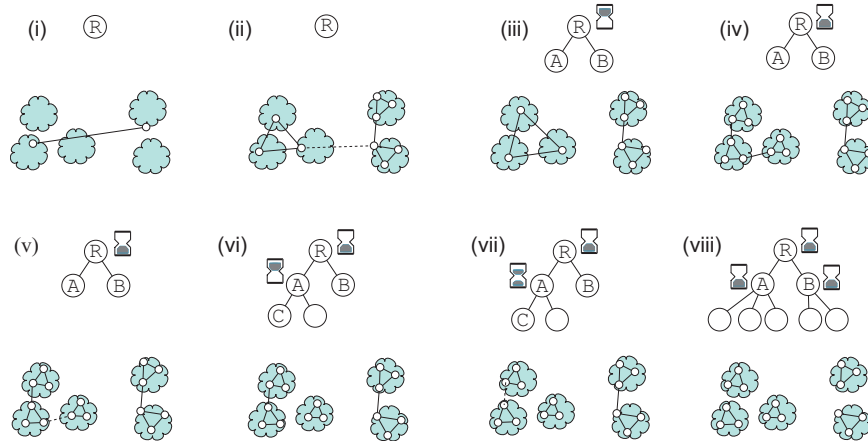 (i) R
(ii) R
(iii) R
A B
(iv) R
A B
(v) R
A B
(vi) R
A B
C
(vii) R
A B
C
(viii) R
A B